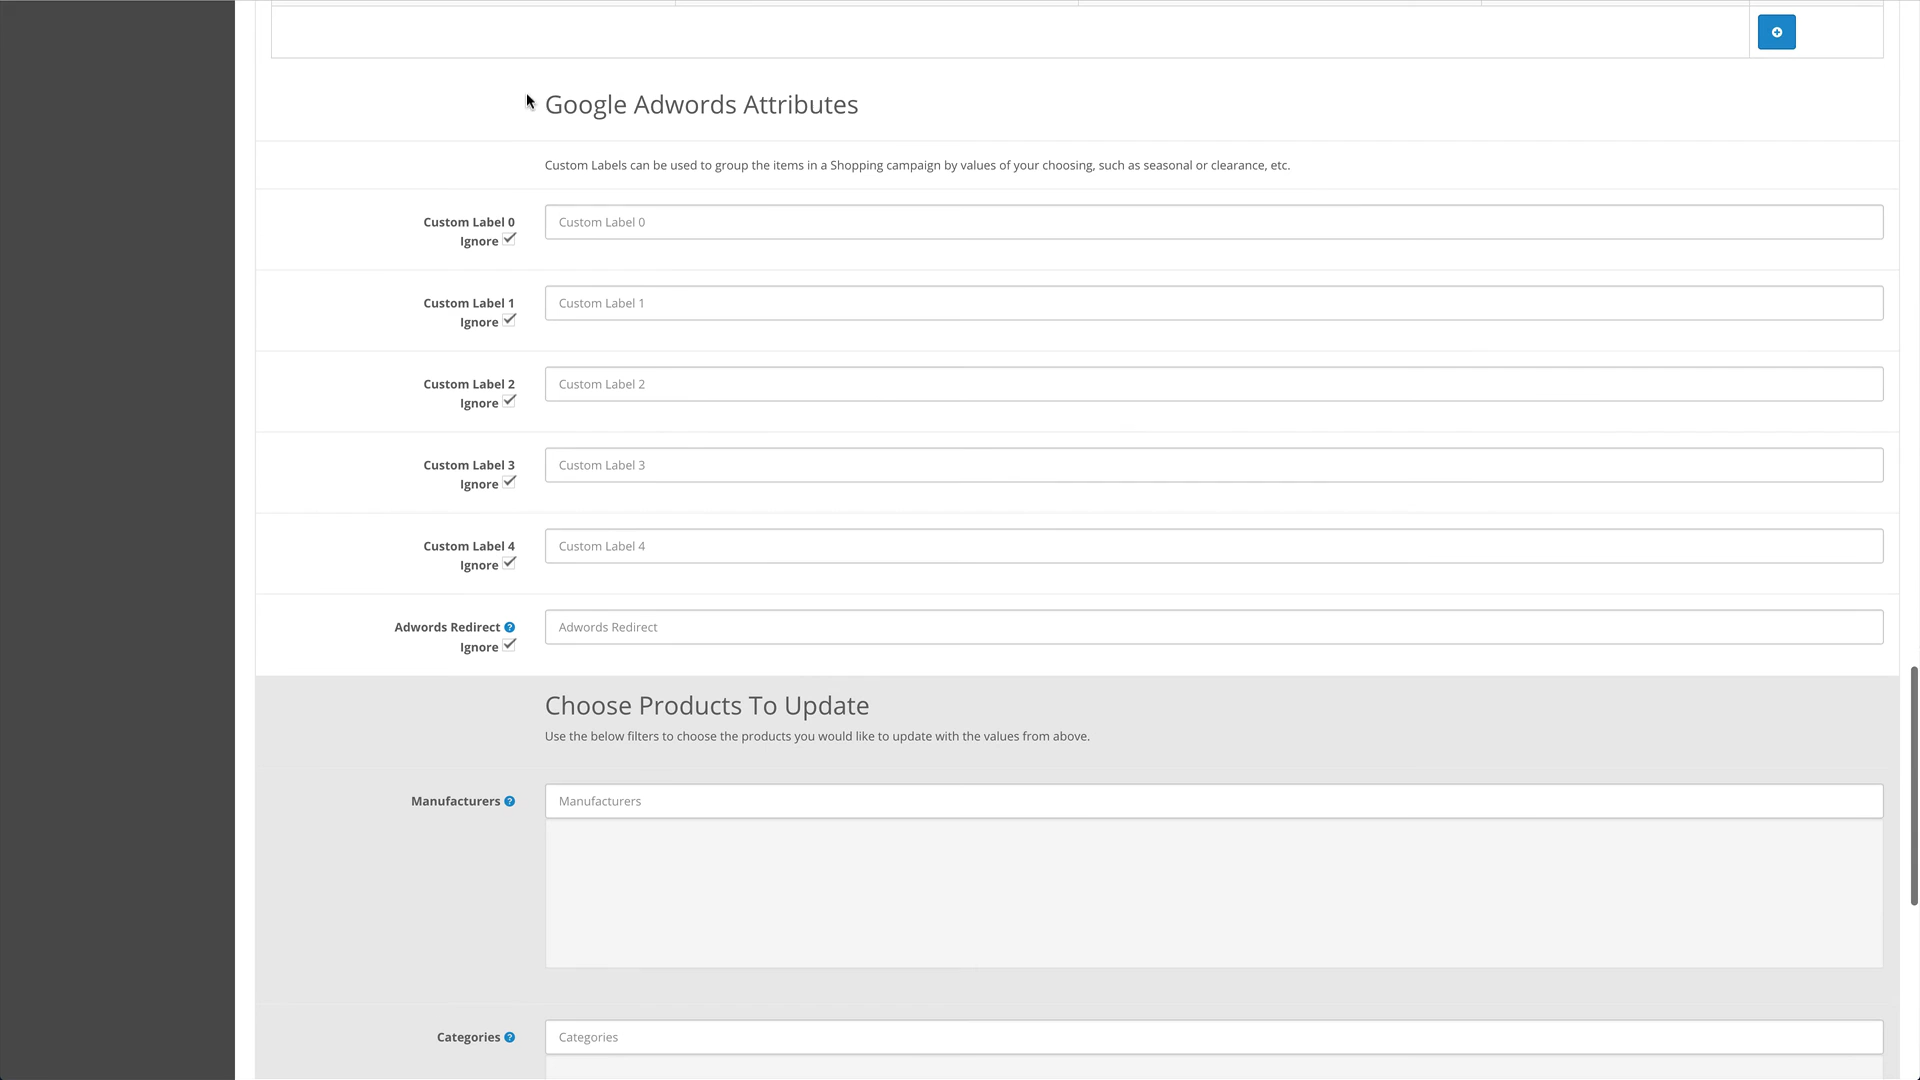 Google Adwords Attributes
Custom Labels can be used to group the items in a Shopping campaign by values of your choosing, such as seasonal or clearance, etc.
Custom Label 0
Custom Label 0
Ignore
Custom Label 1
Custom Label 1
Ignore
Custom Label 2
Custom Label 2
Ignore
Custom Label 3
Custom Label 3
Ignore
Custom Label 4
Custom Label 4
Ignore
Adwords Redirect
Adwords Redirect
Ignore
Choose Products To Update
Use the below filters to choose the products you would like to update with the values from above.
Manufacturers
Manufacturers
Categories
Categories